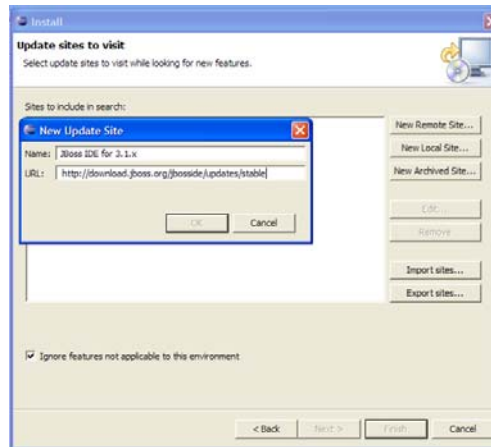 Install
Update sites to visit
Select update sites to visit while looking for new features.
Sites to include in search:
New Update Site
Name: JBoss IDE for 3.1.x
URL: http://download.jboss.org/jbosside/updates/stable
OK
Cancel
New Remote Site...
New Local Site...
New Archived Site...
Edit...
Remove
Import sites...
Export sites...
Ignore features not applicable to this environment
< Back
Next >
Finish
Cancel